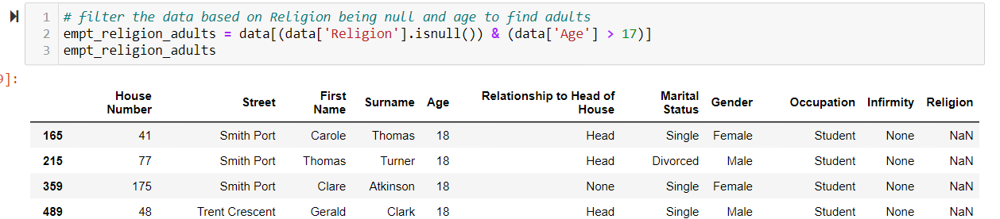 1 # filter the data based on Religion being null and age to find adults
2 empt_religion_adults = data[(data['Religion'].isnull()) & (data['Age'] > 17)]
3 empt_religion_adults
9]:
House Number Street First Name Surname Age Relationship to Head of House Marital Status Gender Occupation Infirmity Religion
165 41 Smith Port Carole Thomas 18 Head Single Female Student None NaN
215 77 Smith Port Thomas Turner 18 Head Divorced Male Student None NaN
359 175 Smith Port Clare Atkinson 18 None Single Female Student None NaN
489 48 Trent Crescent Gerald Clark 18 Head Single Male Student None NaN